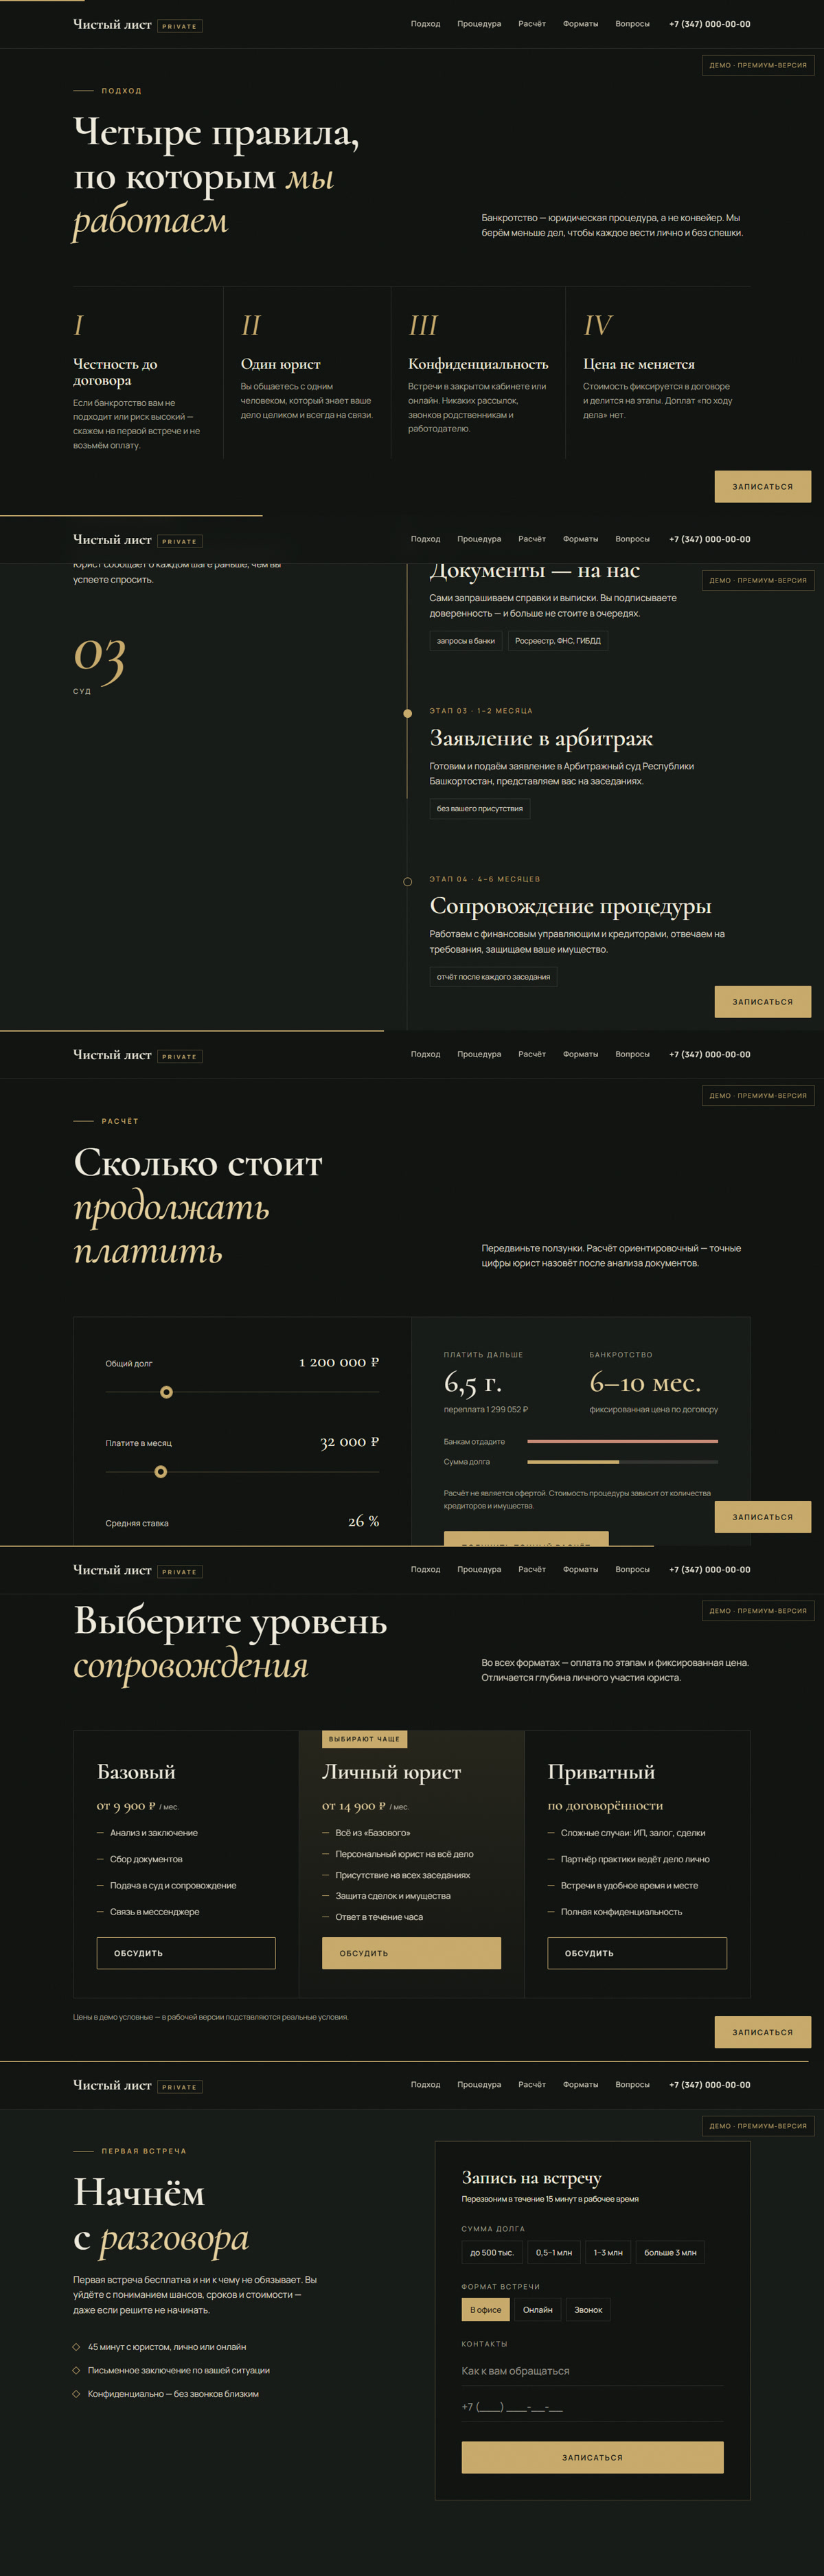 Чистый лист PRIVATE Подход Процедура Расчёт Форматы Вопросы +7 (347) 000-00-00
ДЕМО · ПРЕМИУМ-ВЕРСИЯ
ПОДХОД
Четыре правила,
по которым мы
работаем
Банкротство — юридическая процедура, а не конвейер. Мы
берём меньше дел, чтобы каждое вести лично и без спешки.
I
Честность до
договора
Если банкротство вам не
подходит или риск высокий —
скажем на первой встрече и не
возьмём оплату.
II
Один юрист
Вы общаетесь с одним
человеком, который знает ваше
дело целиком и всегда на связи.
III
Конфиденциальность
Встречи в закрытом кабинете или
онлайн. Никаких рассылок,
звонков родственникам и
работодателю.
IV
Цена не меняется
Стоимость фиксируется в договоре
и делится на этапы. Доплат «по ходу
дела» нет.
ЗАПИСАТЬСЯ
Чистый лист PRIVATE Подход Процедура Расчёт Форматы Вопросы +7 (347) 000-00-00
ДЕМО · ПРЕМИУМ-ВЕРСИЯ
Юрист сообщает о каждом шаге раньше, чем вы
успеете спросить.
03
СУД
Документы — на нас
Сами запрашиваем справки и выписки. Вы подписываете
доверенность — и больше не стоите в очередях.
запросы в банки Росреестр, ФНС, ГИБДД
ЭТАП 03 · 1–2 МЕСЯЦА
Заявление в арбитраж
Готовим и подаём заявление в Арбитражный суд Республики
Башкортостан, представляем вас на заседаниях.
без вашего присутствия
ЭТАП 04 · 4–6 МЕСЯЦЕВ
Сопровождение процедуры
Работаем с финансовым управляющим и кредиторами, отвечаем на
требования, защищаем ваше имущество.
отчёт после каждого заседания
ЗАПИСАТЬСЯ
Чистый лист PRIVATE Подход Процедура Расчёт Форматы Вопросы +7 (347) 000-00-00
ДЕМО · ПРЕМИУМ-ВЕРСИЯ
РАСЧЁТ
Сколько стоит
продолжать
платить
Передвиньте ползунки. Расчёт ориентировочный — точные
цифры юрист назовёт после анализа документов.
Общий долг 1 200 000 ₽
Платите в месяц 32 000 ₽
Средняя ставка 26 %
ПЛАТИТЬ ДАЛЬШЕ
6,5 г.
переплата 1 299 052 ₽
БАНКРОТСТВО
6–10 мес.
фиксированная цена по договору
Банкам отдадите
Сумма долга
Расчёт не является офертой. Стоимость процедуры зависит от количества
кредиторов и имущества.
ЗАПИСАТЬСЯ
Чистый лист PRIVATE Подход Процедура Расчёт Форматы Вопросы +7 (347) 000-00-00
ДЕМО · ПРЕМИУМ-ВЕРСИЯ
Выберите уровень
сопровождения
Во всех форматах — оплата по этапам и фиксированная цена.
Отличается глубина личного участия юриста.
Базовый
от 9 900 ₽ / мес.
— Анализ и заключение
— Сбор документов
— Подача в суд и сопровождение
— Связь в мессенджере
ОБСУДИТЬ
ВЫБИРАЮТ ЧАЩЕ
Личный юрист
от 14 900 ₽ / мес.
— Всё из «Базового»
— Персональный юрист на всё дело
— Присутствие на всех заседаниях
— Защита сделок и имущества
— Ответ в течение часа
ОБСУДИТЬ
Приватный
по договорённости
— Сложные случаи: ИП, залог, сделки
— Партнёр практики ведёт дело лично
— Встречи в удобное время и месте
— Полная конфиденциальность
ОБСУДИТЬ
Цены в демо условные — в рабочей версии подставляются реальные условия.
ЗАПИСАТЬСЯ
Чистый лист PRIVATE Подход Процедура Расчёт Форматы Вопросы +7 (347) 000-00-00
ДЕМО · ПРЕМИУМ-ВЕРСИЯ
ПЕРВАЯ ВСТРЕЧА
Начнём
с разговора
Первая встреча бесплатна и ни к чему не обязывает. Вы
уйдёте с пониманием шансов, сроков и стоимости —
даже если решите не начинать.
45 минут с юристом, лично или онлайн
Письменное заключение по вашей ситуации
Конфиденциально — без звонков близким
Запись на встречу
Перезвоним в течение 15 минут в рабочее время
СУММА ДОЛГА
до 500 тыс. 0,5–1 млн 1–3 млн больше 3 млн
ФОРМАТ ВСТРЕЧИ
В офисе Онлайн Звонок
КОНТАКТЫ
Как к вам обращаться
+7 (___) ___-__-__
ЗАПИСАТЬСЯ